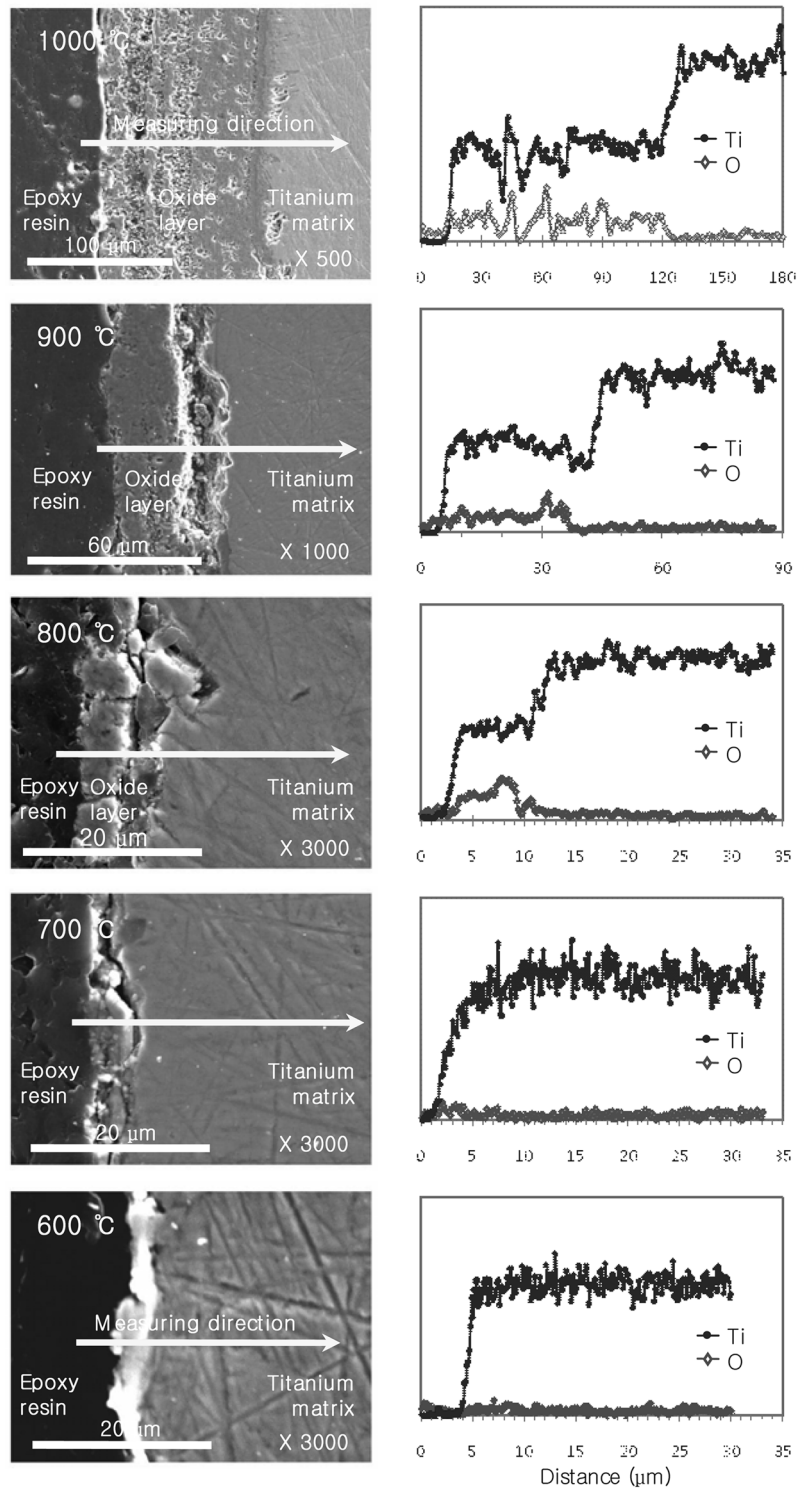 1000 ℃
Measuring direction
Epoxy resin
Oxide layer
Titanium matrix
100 μm
X 500
Ti
O
0 30 60 90 120 150 180
900 ℃
Epoxy resin
Oxide layer
Titanium matrix
60 μm
X 1000
Ti
O
0 30 60 90
800 ℃
Epoxy resin
Oxide layer
Titanium matrix
20 μm
X 3000
Ti
O
0 5 10 15 20 25 30 35
700 ℃
Epoxy resin
Titanium matrix
20 μm
X 3000
Ti
O
0 5 10 15 20 25 30 35
600 ℃
Measuring direction
Epoxy resin
Titanium matrix
20 μm
X 3000
Ti
O
0 5 10 15 20 25 30 35
Distance (μm)